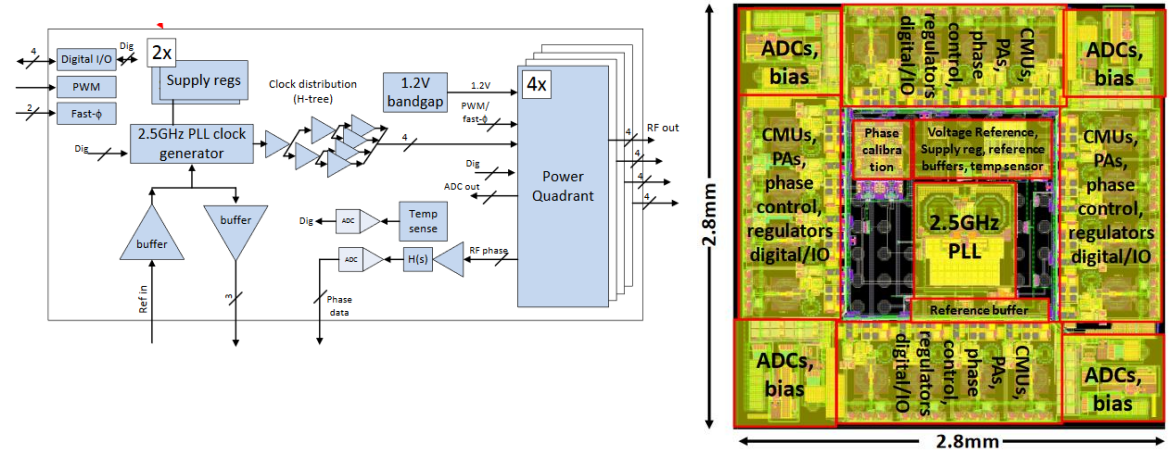 4
Digital I/O
Dig
PWM
2
Fast-ϕ
2x
Supply regs
Dig
2.5GHz PLL clock
generator
Clock distribution
(H-tree)
4
1.2V
bandgap
1.2V
PWM/
fast-ϕ
Dig
ADC out
4x
Power
Quadrant
4
RF out
4
4
4
buffer
buffer
Ref in
3
Dig
ADC
Temp
sense
ADC
H(s)
RF phase
Phase
data
ADCs,
bias
CMUs,
PAs,
phase
control,
regulators
digital/IO
ADCs,
bias
CMUs,
PAs,
phase
control,
regulators
digital/IO
Phase
calibra
tion
Voltage Reference,
Supply reg, reference
buffers, temp sensor
2.5GHz
PLL
Reference buffer
CMUs,
PAs,
phase
control,
regulators
digital/IO
ADCs,
bias
CMUs,
PAs,
phase
control,
regulators
digital/IO
ADCs,
bias
2.8mm
2.8mm